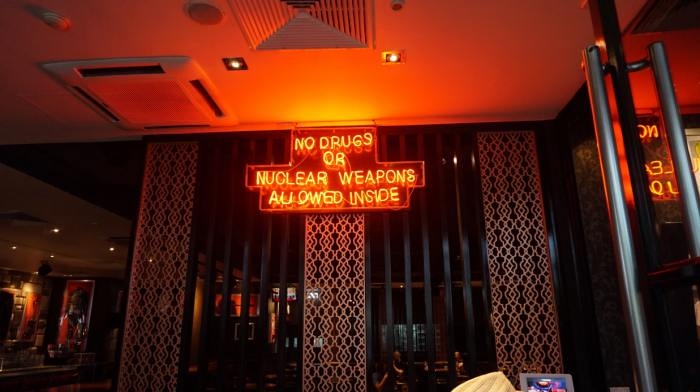 NO DRUGS
OR
NUCLEAR WEAPONS
ALLOWED INSIDE